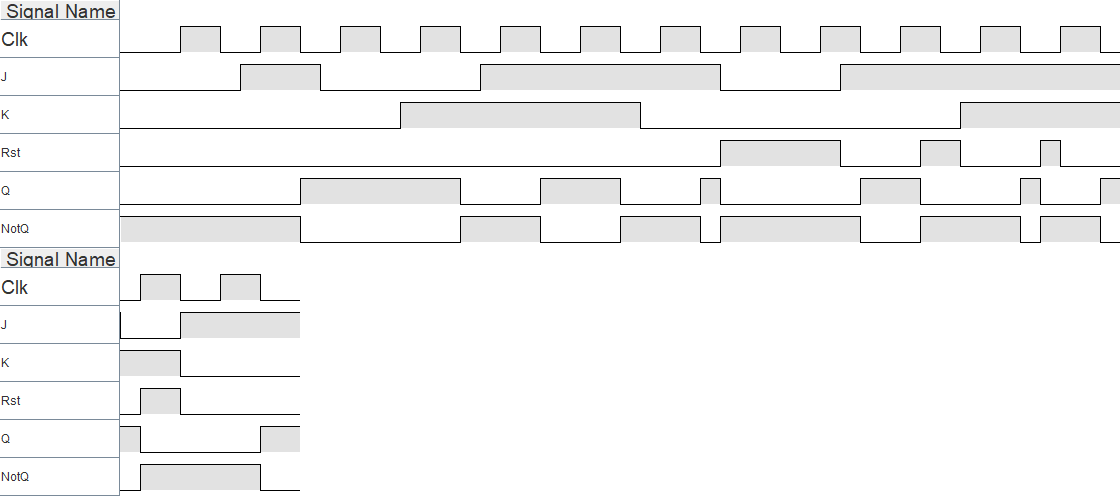 Signal Name
Clk
J
K
Rst
Q
NotQ
Signal Name
Clk
J
K
Rst
Q
NotQ